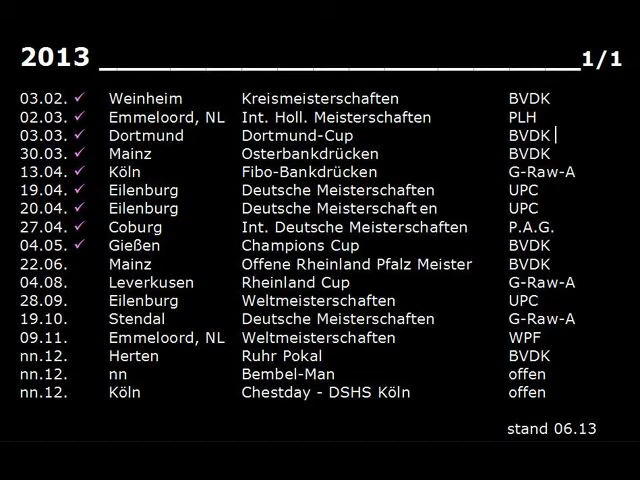 2013 ________________________________1/1
03.02. ✓ Weinheim Kreismeisterschaften BVDK
02.03. ✓ Emmeloord, NL Int. Holl. Meisterschaften PLH
03.03. ✓ Dortmund Dortmund-Cup BVDK
30.03. ✓ Mainz Osterbankdrücken BVDK
13.04. ✓ Köln Fibo-Bankdrücken G-Raw-A
19.04. ✓ Eilenburg Deutsche Meisterschaften UPC
20.04. ✓ Eilenburg Deutsche Meisterschaften UPC
27.04. ✓ Coburg Int. Deutsche Meisterschaften P.A.G.
04.05. ✓ Gießen Champions Cup BVDK
22.06. Mainz Offene Rheinland Pfalz Meister BVDK
04.08. Leverkusen Rheinland Cup G-Raw-A
28.09. Eilenburg Weltmeisterschaften UPC
19.10. Stendal Deutsche Meisterschaften G-Raw-A
09.11. Emmeloord, NL Weltmeisterschaften WPF
nn.12. Herten Ruhr Pokal BVDK
nn.12. nn Bembel-Man offen
nn.12. Köln Chestday - DSHS Köln offen
stand 06.13